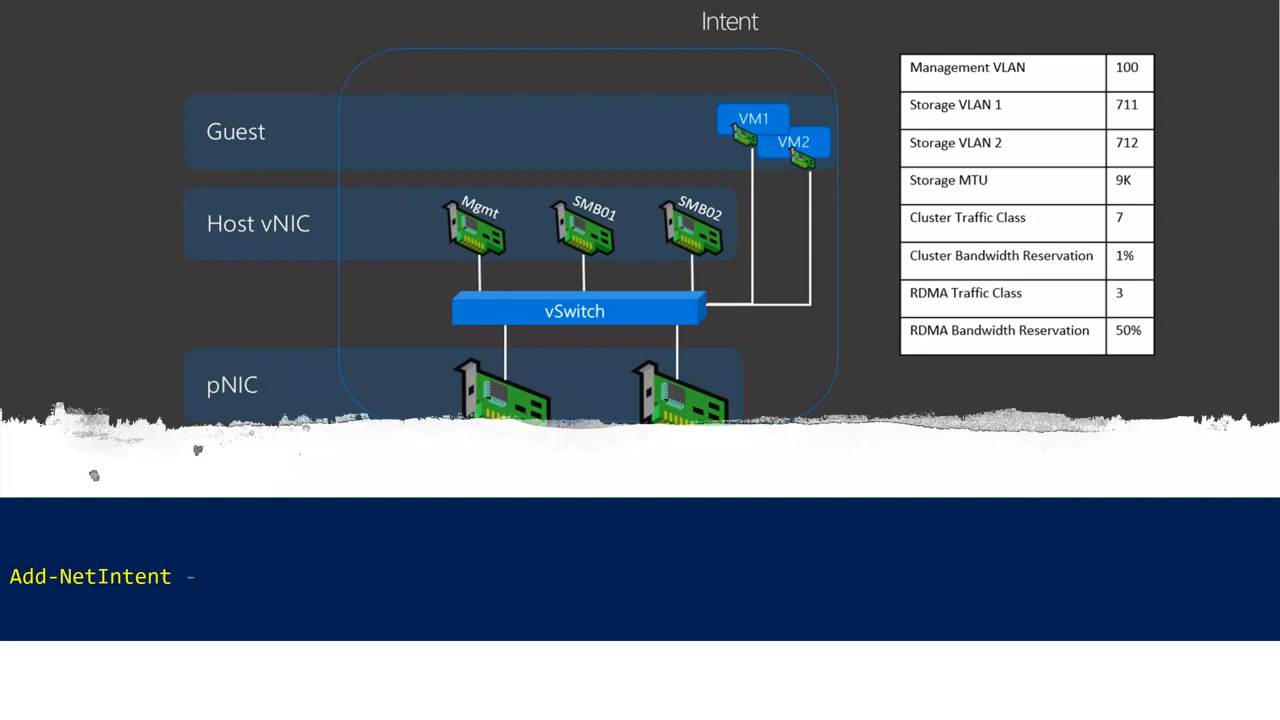 Intent
Guest
VM1
VM2
Host vNIC
Mgmt
SMB01
SMB02
vSwitch
pNIC
Management VLAN 100
Storage VLAN 1 711
Storage VLAN 2 712
Storage MTU 9K
Cluster Traffic Class 7
Cluster Bandwidth Reservation 1%
RDMA Traffic Class 3
RDMA Bandwidth Reservation 50%
Add-NetIntent -